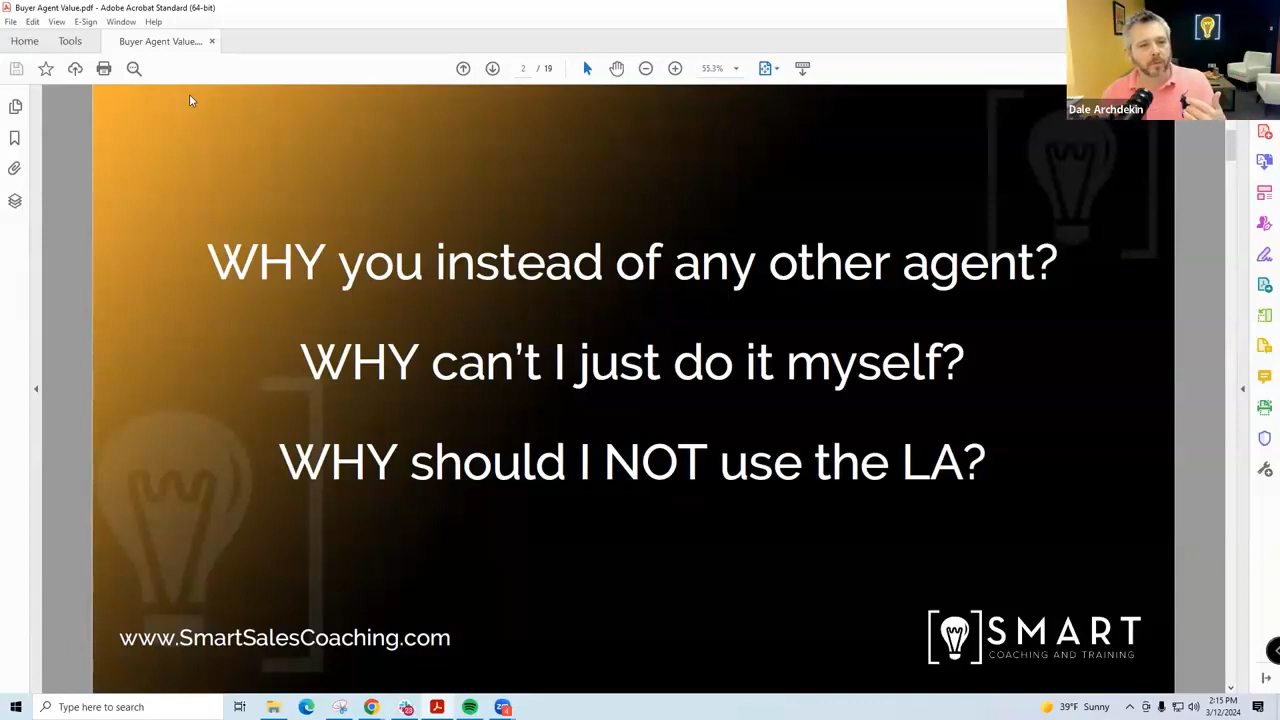 Buyer Agent Value.pdf - Adobe Acrobat Standard (64-bit)
File Edit View E-Sign Window Help
Home Tools Buyer Agent Value.... ×
2 / 19 55.3%
Dale Archdekin
WHY you instead of any other agent?
WHY can't I just do it myself?
WHY should I NOT use the LA?
www.SmartSalesCoaching.com
SMART
COACHING AND TRAINING
Type here to search
39°F Sunny
2:15 PM
3/12/2024